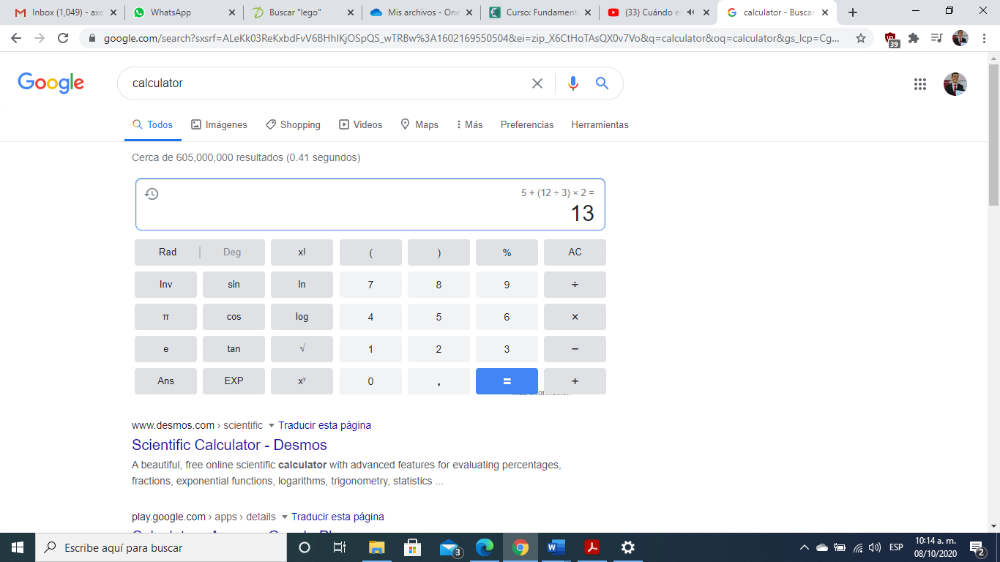 Inbox (1,049) - axe
WhatsApp
Buscar "lego"
Mis archivos - One
Curso: Fundament
(33) Cuándo e
calculator - Buscar
google.com/search?sxsrf=ALeKk03ReKxbdFvV6BHhIKjOSpQS_wTRBw%3A1602169550504&ei=zip_X6CtHoTAsQX0v7Vo&q=calculator&oq=calculator&gs_lcp=Cg...
39
Google
calculator
Todos
Imágenes
Shopping
Videos
Maps
Más
Preferencias
Herramientas
Cerca de 605,000,000 resultados (0.41 segundos)
5 + (12 ÷ 3) × 2 =
13
Rad | Deg x! ( ) % AC
Inv sin ln 7 8 9 ÷
π cos log 4 5 6 ×
e tan √ 1 2 3 −
Ans EXP xʸ 0 . = +
www.desmos.com › scientific
Traducir esta página
Scientific Calculator - Desmos
A beautiful, free online scientific calculator with advanced features for evaluating percentages,
fractions, exponential functions, logarithms, trigonometry, statistics ...
play.google.com › apps › details
Traducir esta página
Escribe aquí para buscar
3
ESP
10:14 a. m.
08/10/2020
2